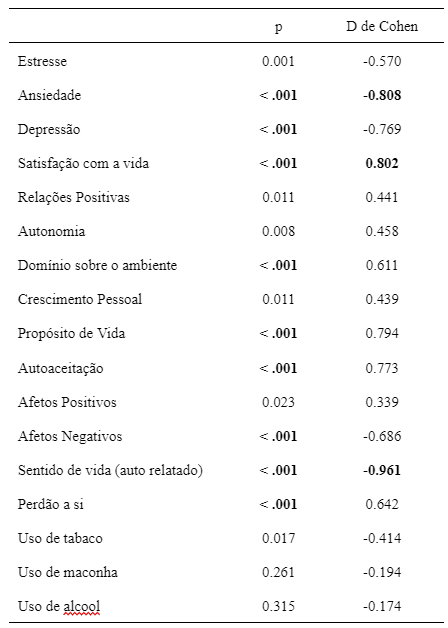 p D de Cohen
Estresse 0.001 -0.570
Ansiedade < .001 -0.808
Depressão < .001 -0.769
Satisfação com a vida < .001 0.802
Relações Positivas 0.011 0.441
Autonomia 0.008 0.458
Domínio sobre o ambiente < .001 0.611
Crescimento Pessoal 0.011 0.439
Propósito de Vida < .001 0.794
Autoaceitação < .001 0.773
Afetos Positivos 0.023 0.339
Afetos Negativos < .001 -0.686
Sentido de vida (auto relatado) < .001 -0.961
Perdão a si < .001 0.642
Uso de tabaco 0.017 -0.414
Uso de maconha 0.261 -0.194
Uso de alcool 0.315 -0.174